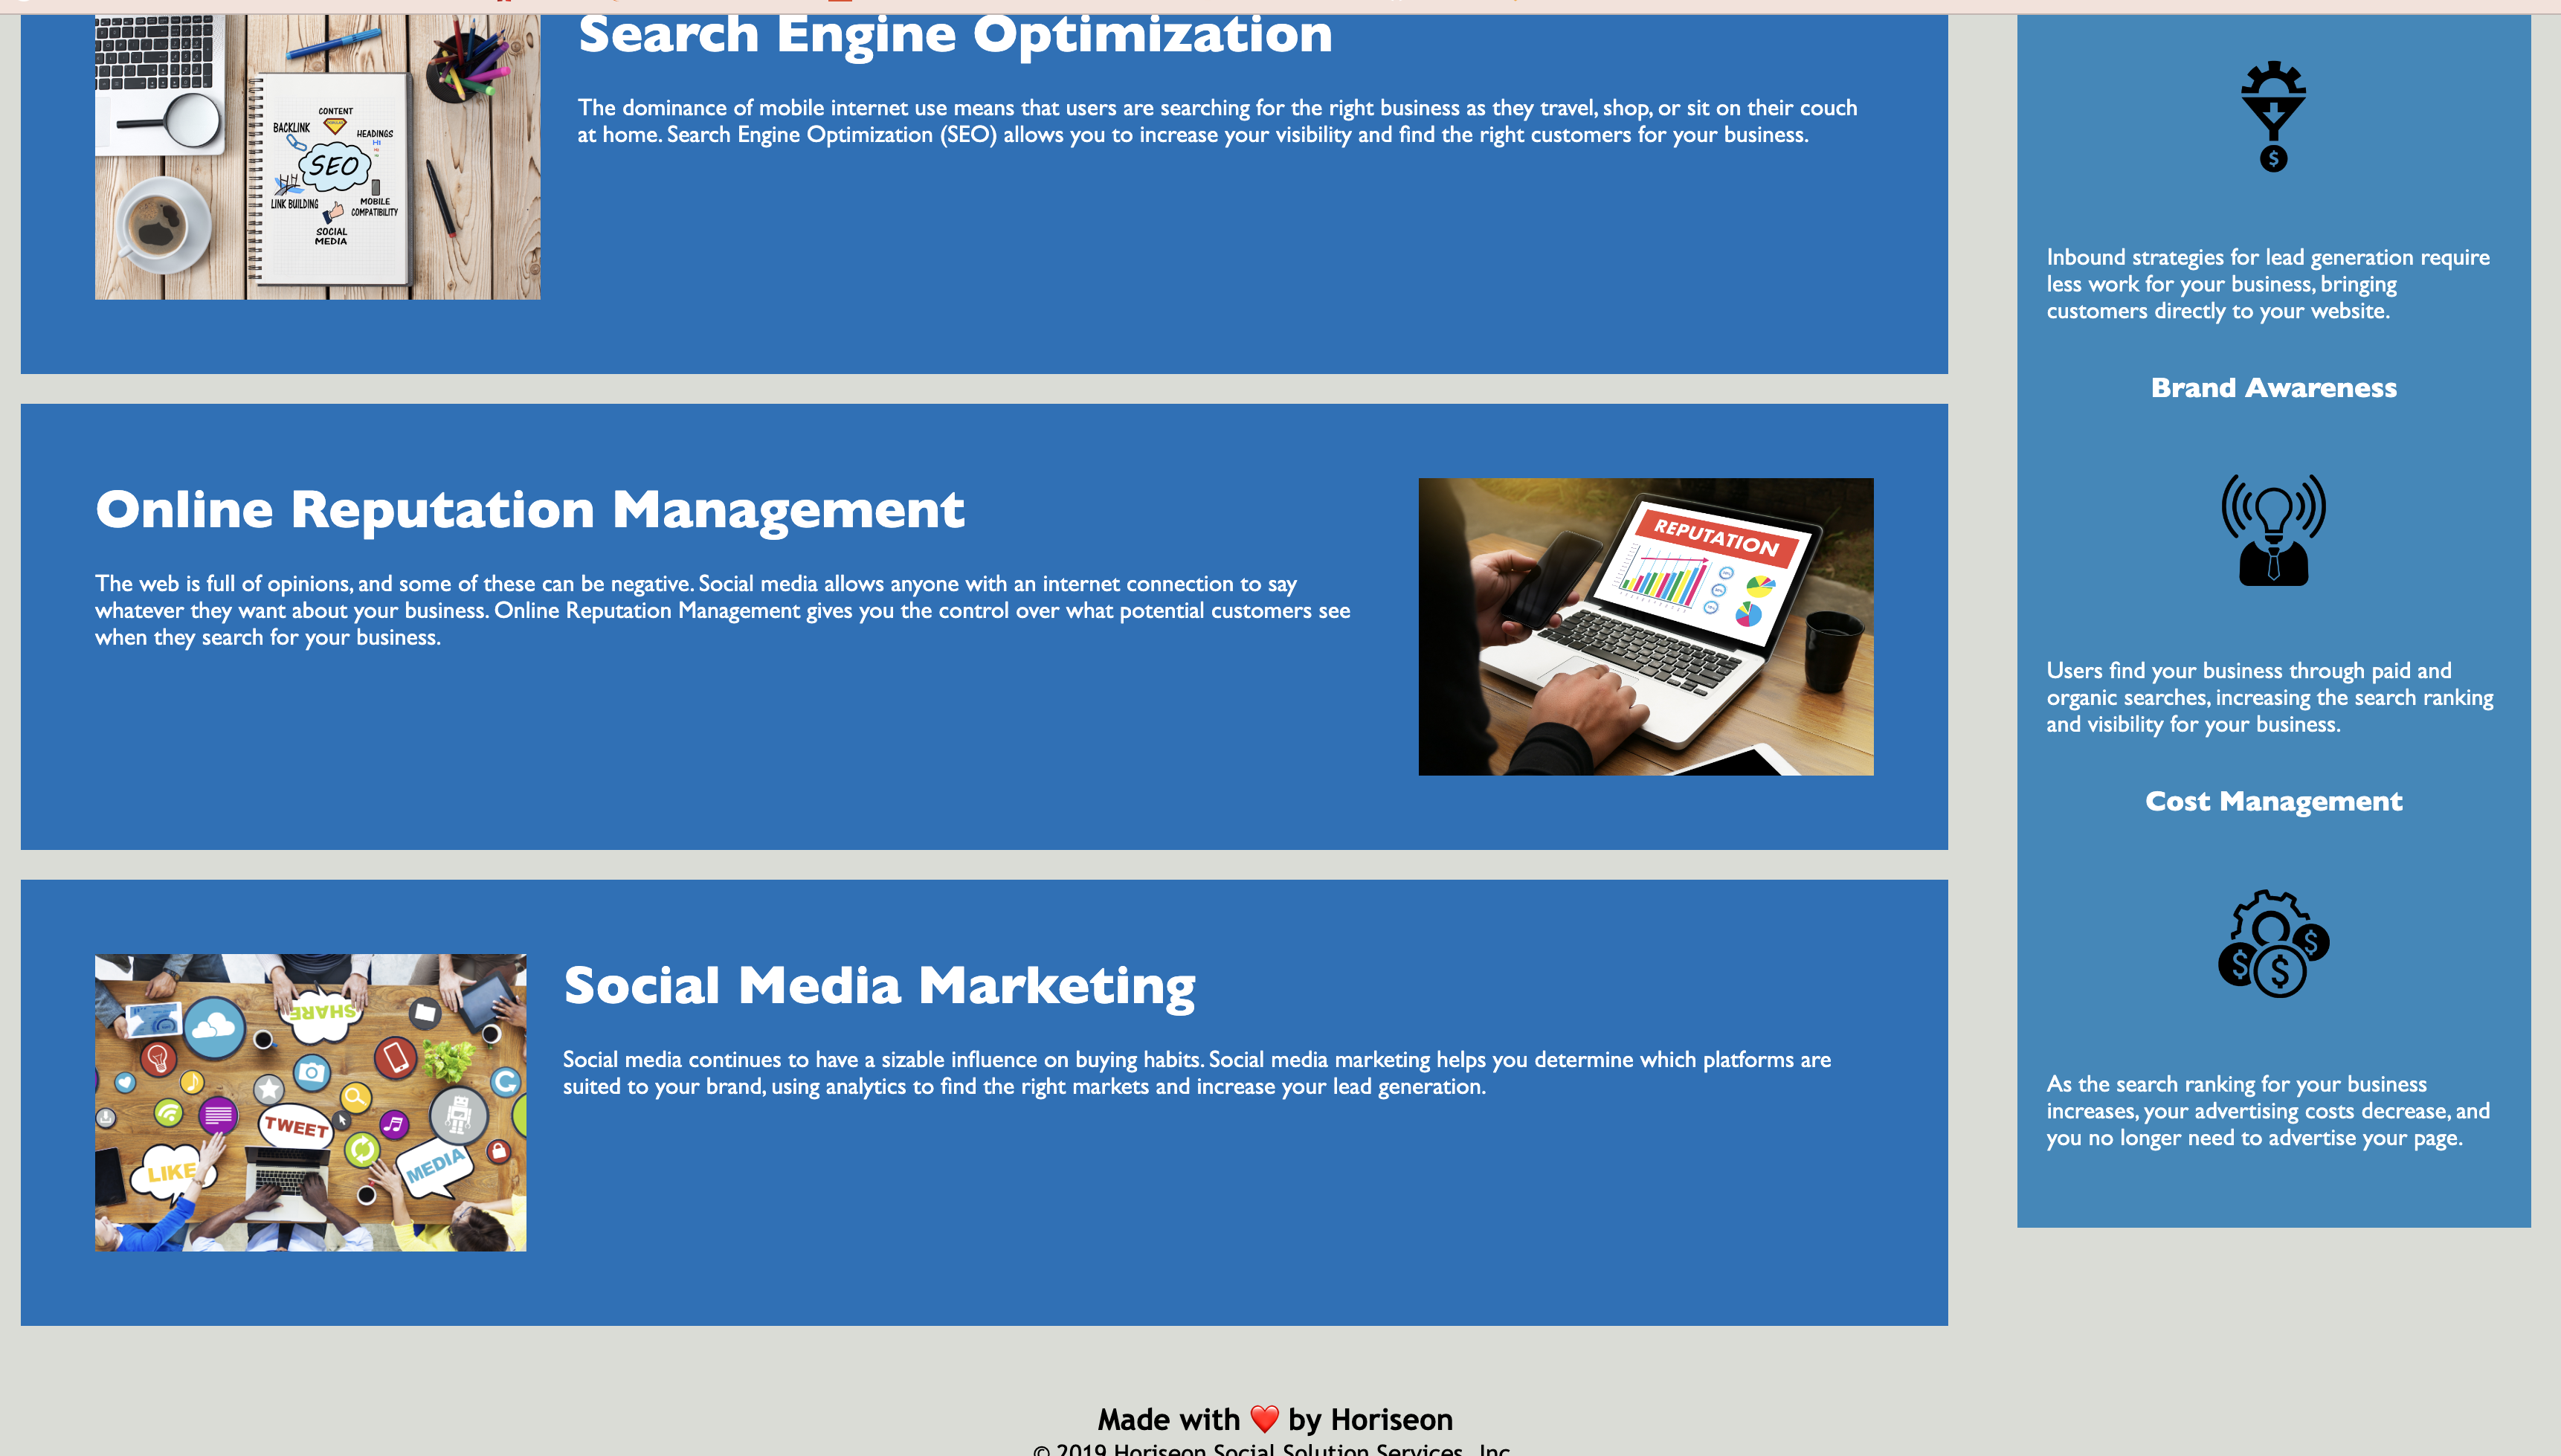 Search Engine Optimization
The dominance of mobile internet use means that users are searching for the right business as they travel, shop, or sit on their couch
at home. Search Engine Optimization (SEO) allows you to increase your visibility and find the right customers for your business.
CONTENT
BACKLINK
HEADINGS
H1
SEO
LINK BUILDING
MOBILE
COMPATIBILITY
SOCIAL
MEDIA
Online Reputation Management
The web is full of opinions, and some of these can be negative. Social media allows anyone with an internet connection to say
whatever they want about your business. Online Reputation Management gives you the control over what potential customers see
when they search for your business.
REPUTATION
Social Media Marketing
Social media continues to have a sizable influence on buying habits. Social media marketing helps you determine which platforms are
suited to your brand, using analytics to find the right markets and increase your lead generation.
SHARE
TWEET
LIKE
MEDIA
$
Inbound strategies for lead generation require
less work for your business, bringing
customers directly to your website.
Brand Awareness
Users find your business through paid and
organic searches, increasing the search ranking
and visibility for your business.
Cost Management
$ $ $
As the search ranking for your business
increases, your advertising costs decrease, and
you no longer need to advertise your page.
Made with ❤️ by Horiseon
© 2019 Horiseon Social Solution Services, Inc.